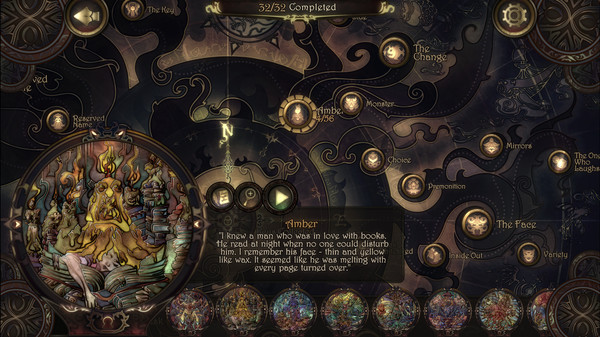 The Key
32/32 Completed
The
Change
ved
Reserved
Name
Amber
Monster
N
Mirrors
Choice
The One
Who
Laughs
Premonition
The Face
Inside Out
Variety
Amber
"I knew a man who was in love with books.
He read at night when no one could disturb
him. I remember his face - thin and yellow
like wax. It seemed like he was melting with
every page turned over."